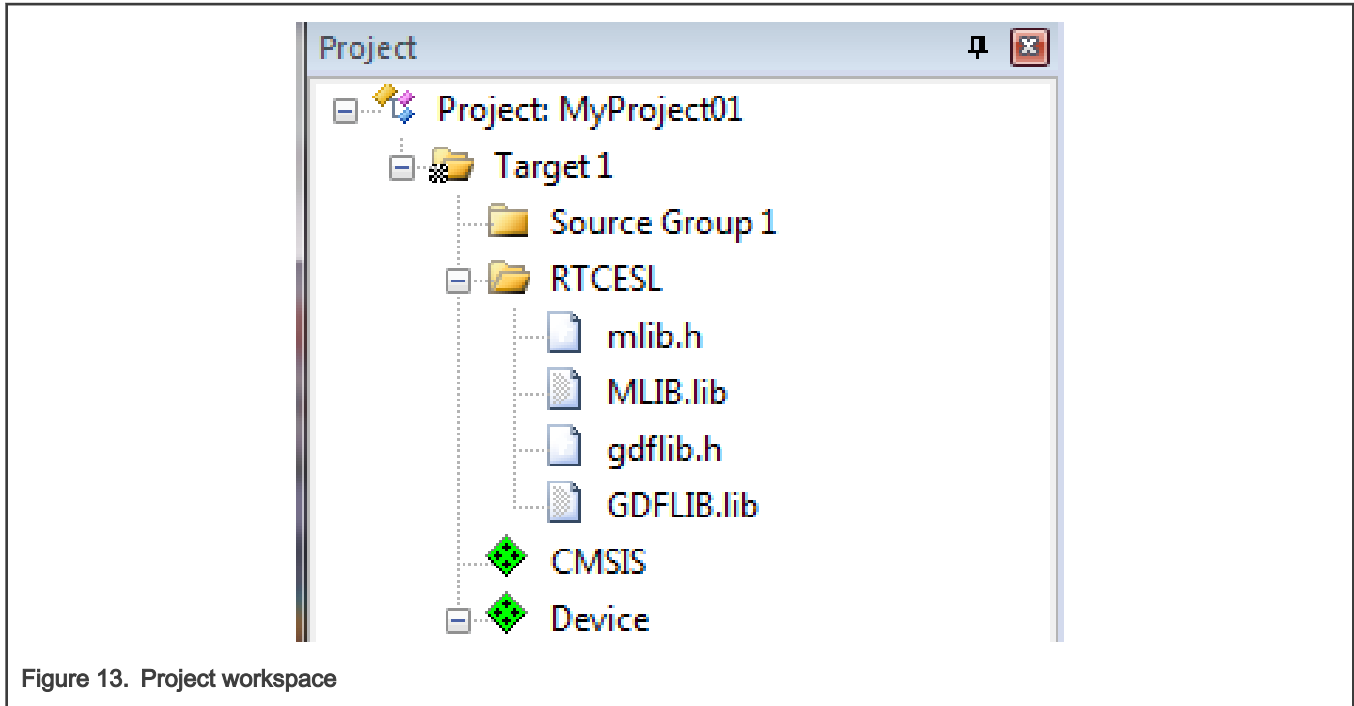 Project
Project: MyProject01
Target 1
Source Group 1
RTCESL
mlib.h
MLIB.lib
gdflib.h
GDFLIB.lib
CMSIS
Device
Figure 13. Project workspace